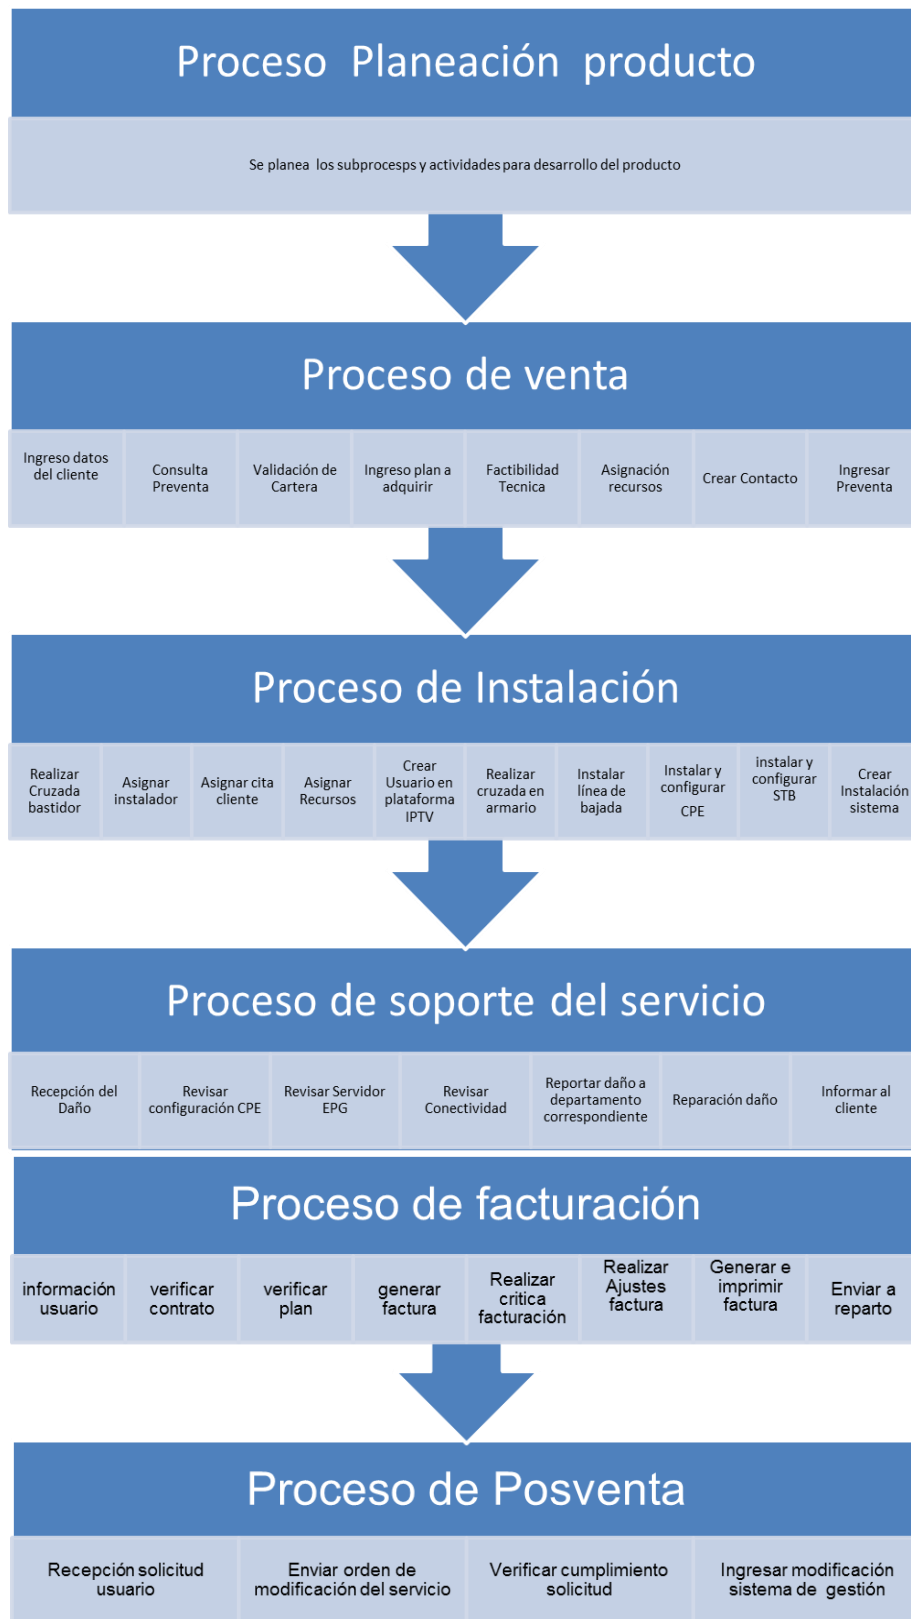 Proceso Planeación producto
Se planea los subprocesps y actividades para desarrollo del producto
Proceso de venta
Ingreso datos
del cliente
Consulta
Preventa
Validación de
Cartera
Ingreso plan a
adquirir
Factibilidad
Tecnica
Asignación
recursos
Crear Contacto
Ingresar
Preventa
Proceso de Instalación
Realizar
Cruzada
bastidor
Asignar
instalador
Asignar cita
cliente
Asignar
Recursos
Crear
Usuario en
plataforma
IPTV
Realizar
cruzada en
armario
Instalar
línea de
bajada
Instalar y
configurar
CPE
instalar y
configurar
STB
Crear
Instalación
sistema
Proceso de soporte del servicio
Recepción del
Daño
Revisar
configuración CPE
Revisar Servidor
EPG
Revisar
Conectividad
Reportar daño a
departamento
correspondiente
Reparación daño
Informar al
cliente
Proceso de facturación
información
usuario
verificar
contrato
verificar
plan
generar
factura
Realizar
critica
facturación
Realizar
Ajustes
factura
Generar e
imprimir
factura
Enviar a
reparto
Proceso de Posventa
Recepción solicitud
usuario
Enviar orden de
modificación del servicio
Verificar cumplimiento
solicitud
Ingresar modificación
sistema de gestión